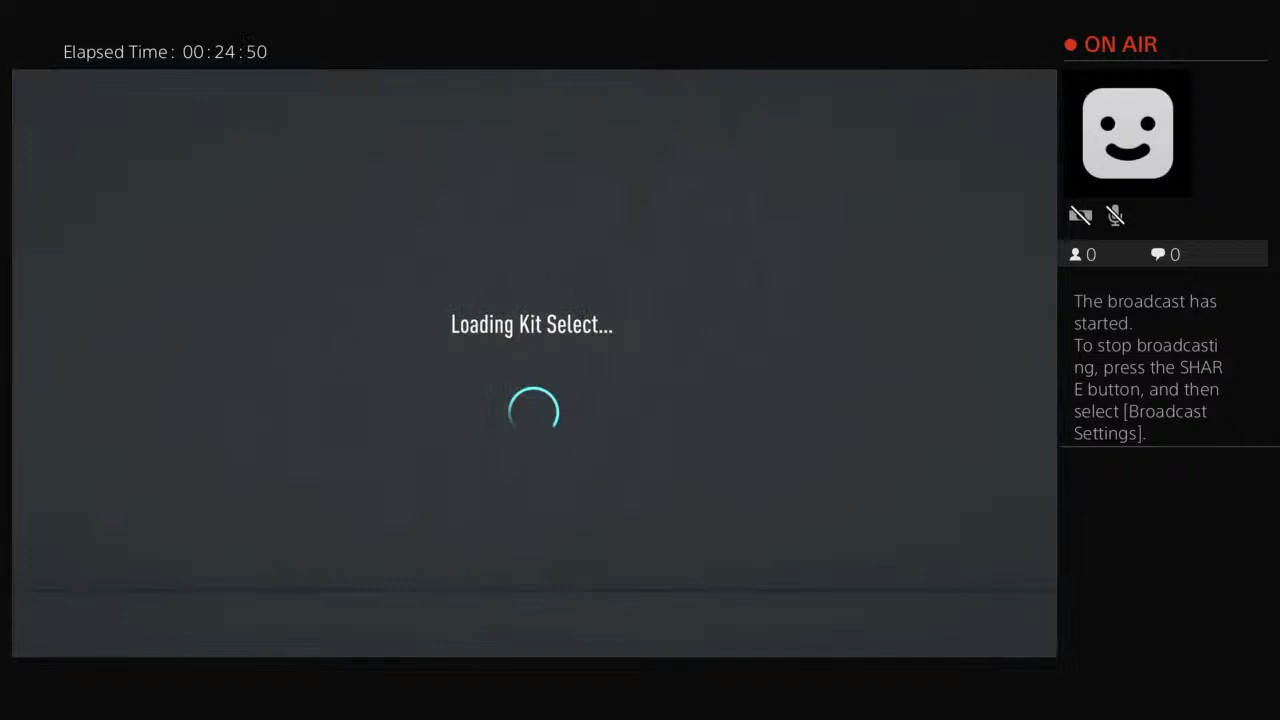 Elapsed Time: 00:24:50
ON AIR
0
0
Loading Kit Select...
The broadcast has
started.
To stop broadcasti
ng, press the SHAR
E button, and then
select [Broadcast
Settings].